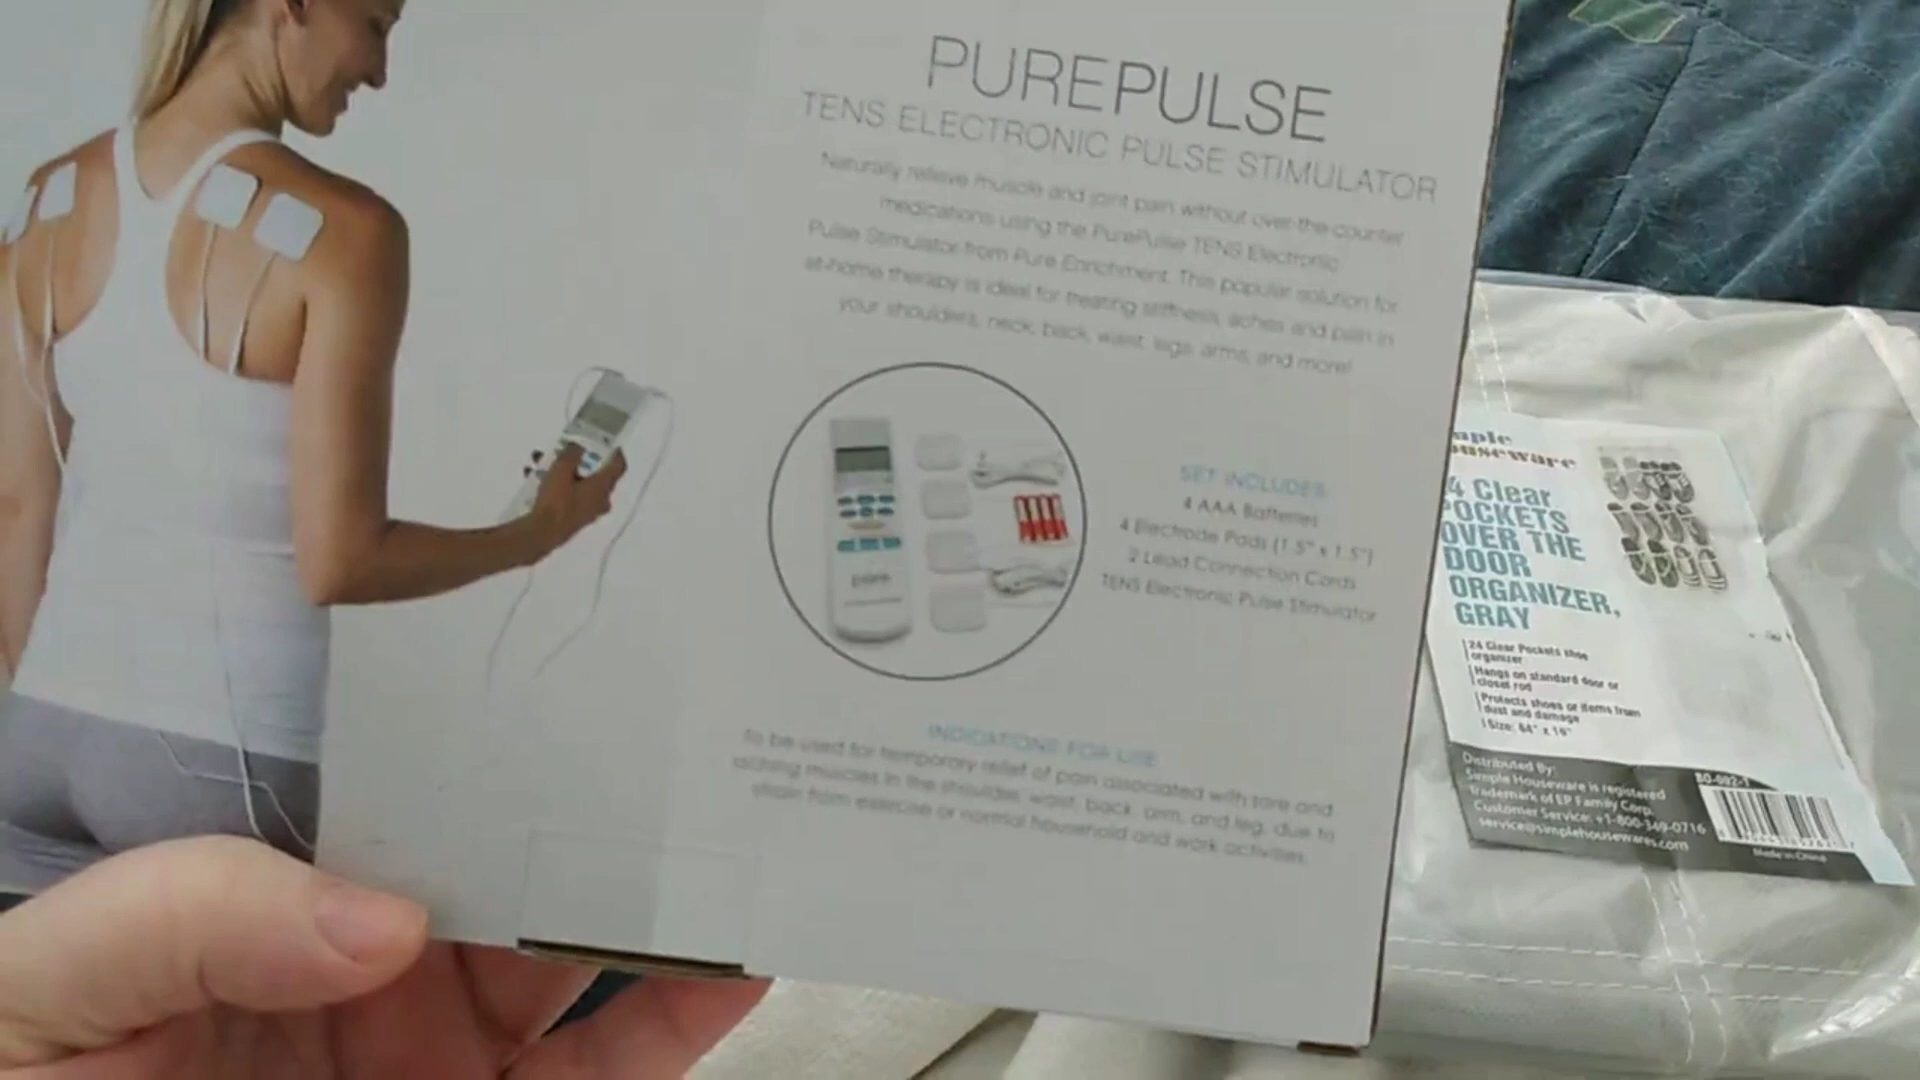 PUREPULSE
TENS ELECTRONIC PULSE STIMULATOR
Naturally relieve muscle and joint pain without over-the-counter
medications using the PurePulse TENS Electronic
Pulse Stimulator from Pure Enrichment. This popular solution for
at-home therapy is ideal for treating stiffness, aches and pain in
your shoulders, neck, back, waist, legs, arms, and more!
pure
SET INCLUDES
4 AAA Batteries
4 Electrode Pads (1.5" x 1.5")
2 Lead Connection Cords
TENS Electronic Pulse Stimulator
INDICATIONS FOR USE
To be used for temporary relief of pain associated with sore and
aching muscles in the shoulder, waist, back, arm, and leg, due to
strain from exercise or normal household and work activities.
4 Clear
POCKETS
OVER THE
DOOR
ORGANIZER,
GRAY
24 Clear Pockets shoe
organizer
Hangs on standard door or
closet rod
Protects shoes or items from
dust and damage
Size: 64" x 19"
Distributed By:
Simple Houseware is registered
Trademark of EP Family Corp.
Customer Service: +1-800-349-0716
service@simplehouseware.com
Made in China